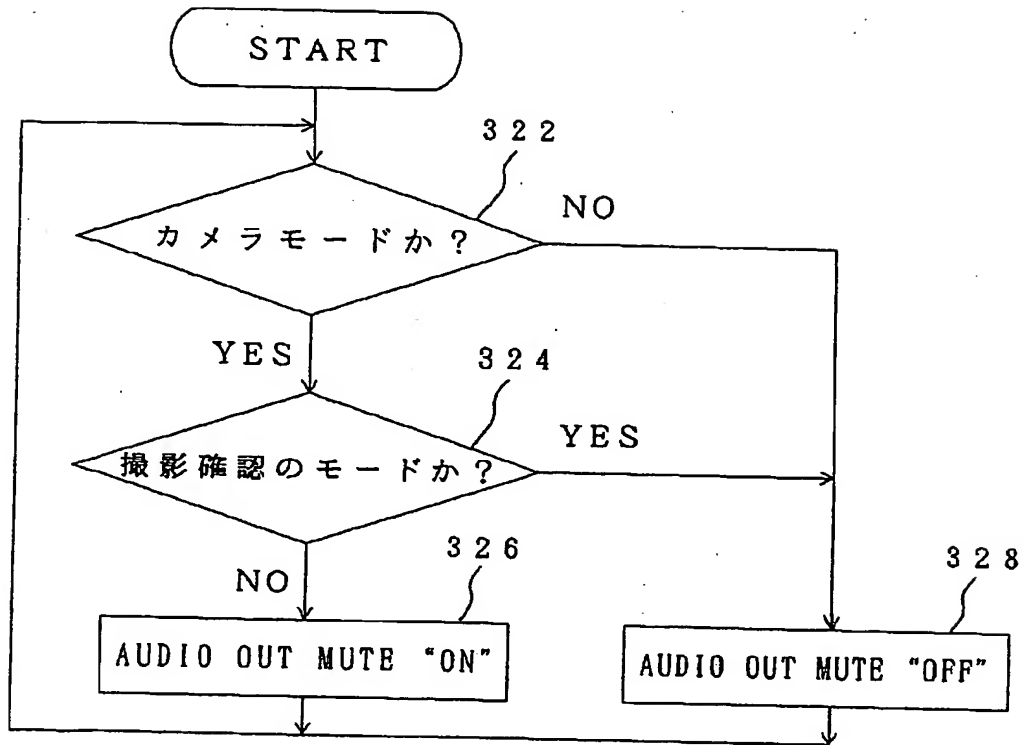 START
322
カメラモードか?
NO
YES
324
撮影確認のモードか?
YES
326
NO
328
AUDIO OUT MUTE "ON"
AUDIO OUT MUTE "OFF"